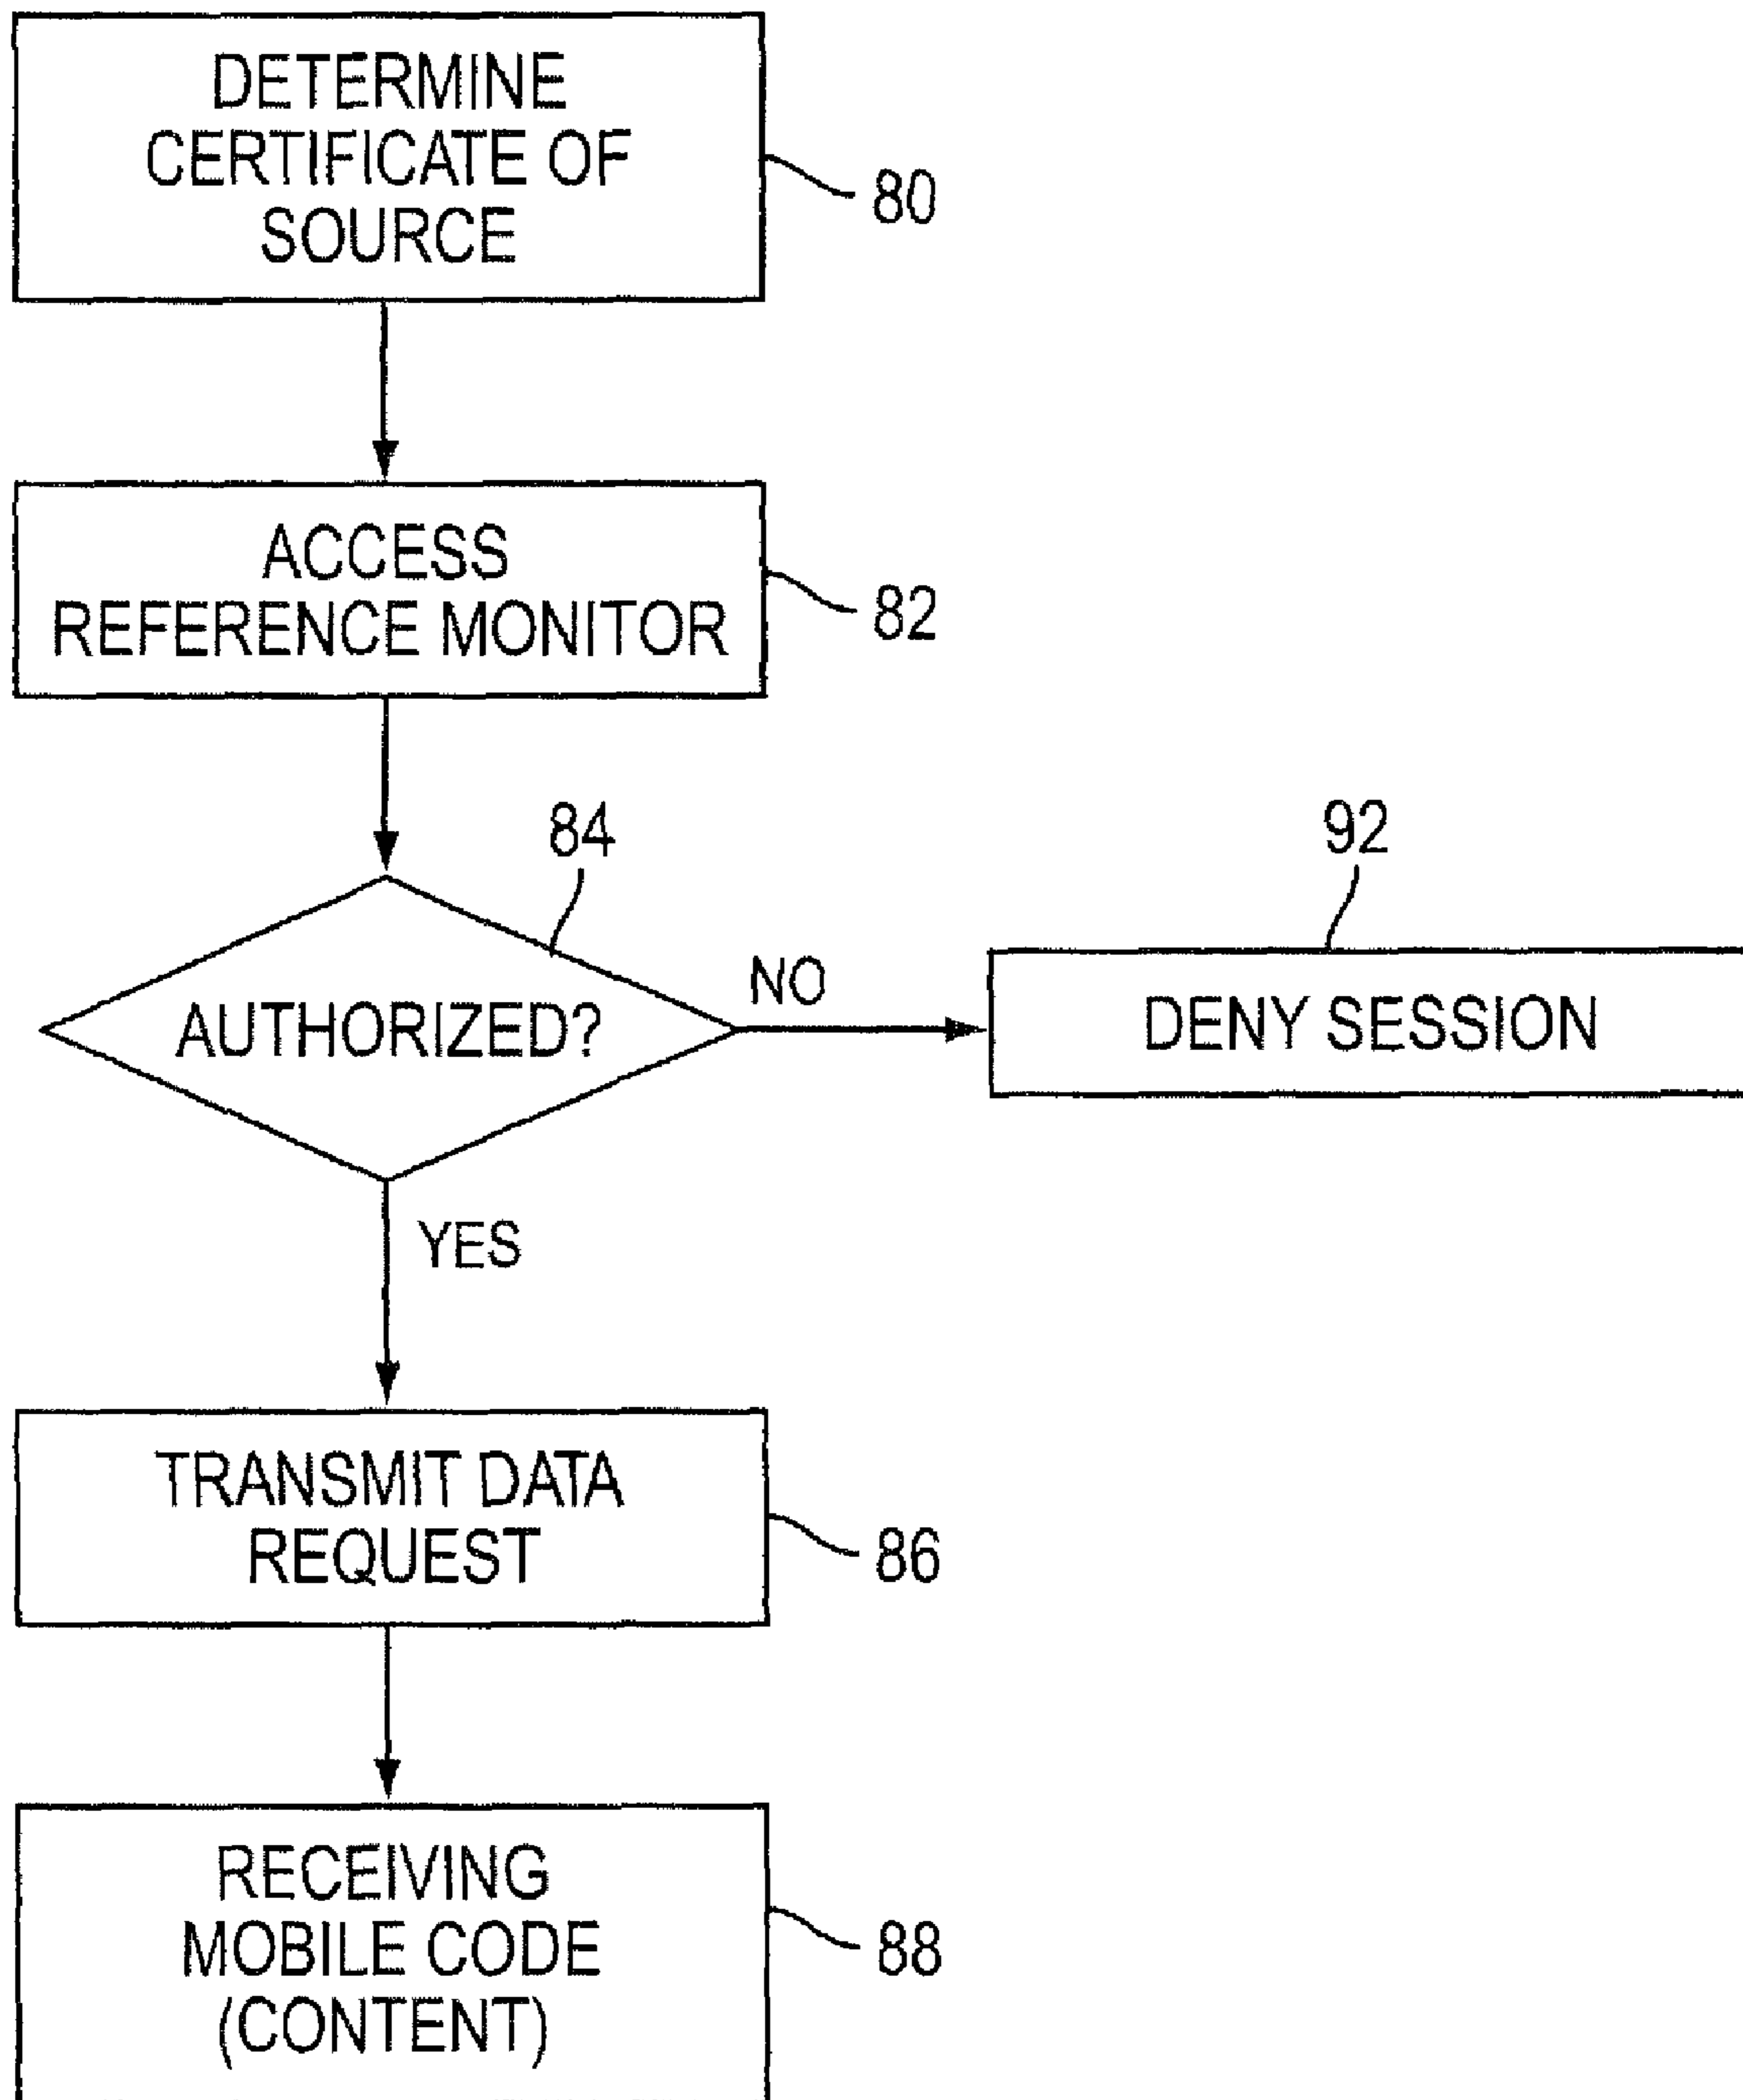 DETERMINE
CERTIFICATE OF
SOURCE
80
ACCESS
REFERENCE MONITOR
82
84
92
AUTHORIZED?
NO
DENY SESSION
YES
TRANSMIT DATA
REQUEST
86
RECEIVING
MOBILE CODE
(CONTENT)
88